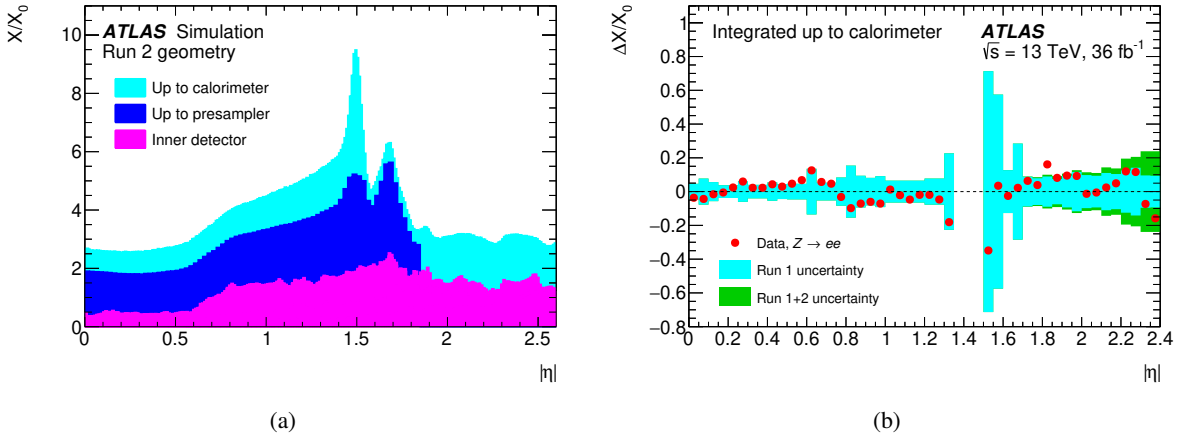 X/X0
10
8
6
4
2
0
ATLAS Simulation
Run 2 geometry
Up to calorimeter
Up to presampler
Inner detector
0 0.5 1 1.5 2 2.5
|η|
(a)
ΔX/X0
1
0.8
0.6
0.4
0.2
0
−0.2
−0.4
−0.6
−0.8
Integrated up to calorimeter
ATLAS
√s = 13 TeV, 36 fb-1
Data, Z → ee
Run 1 uncertainty
Run 1+2 uncertainty
0 0.2 0.4 0.6 0.8 1 1.2 1.4 1.6 1.8 2 2.2 2.4
|η|
(b)